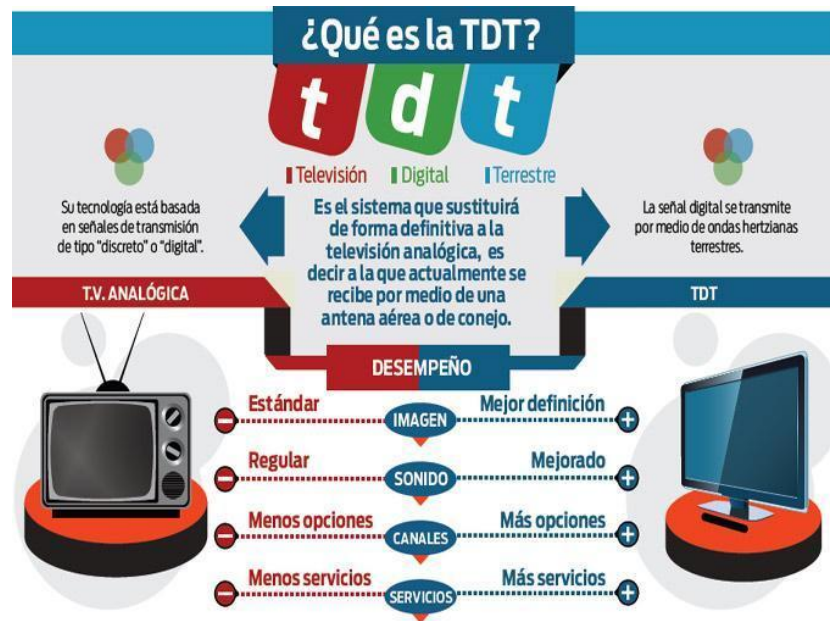 ¿Qué es la TDT?
t d t
Televisión Digital Terrestre
Su tecnología está basada
en señales de transmisión
de tipo "discreto" o "digital".
Es el sistema que sustituirá
de forma definitiva a la
televisión analógica, es
decir a la que actualmente se
recibe por medio de una
antena aérea o de conejo.
La señal digital se transmite
por medio de ondas hertzianas
terrestres.
T.V. ANALÓGICA
TDT
DESEMPEÑO
Estándar IMAGEN Mejor definición
Regular SONIDO Mejorado
Menos opciones CANALES Más opciones
Menos servicios SERVICIOS Más servicios